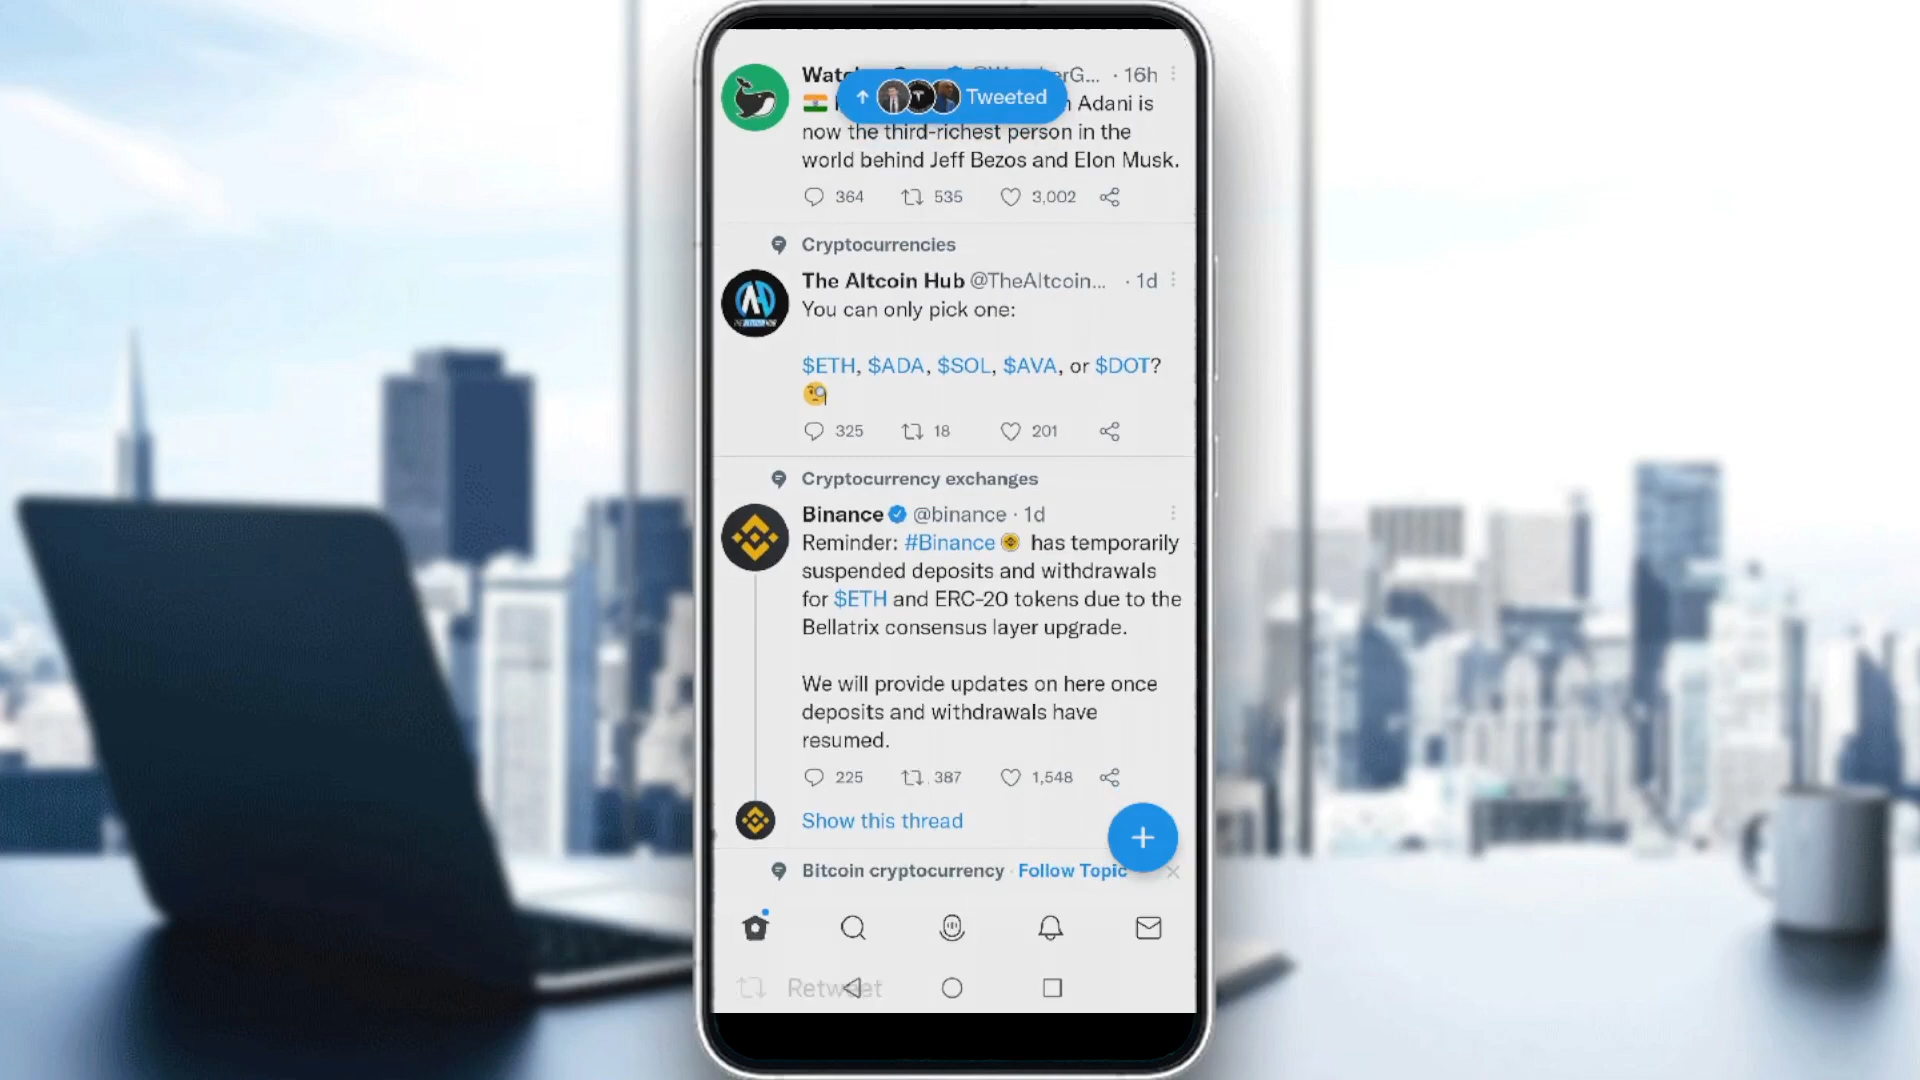 · 16h
Tweeted
Adani is
now the third-richest person in the
world behind Jeff Bezos and Elon Musk.
364 535 3,002
Cryptocurrencies
The Altcoin Hub @TheAltcoin... · 1d
You can only pick one:
$ETH, $ADA, $SOL, $AVA, or $DOT?
325 18 201
Cryptocurrency exchanges
Binance @binance · 1d
Reminder: #Binance has temporarily
suspended deposits and withdrawals
for $ETH and ERC-20 tokens due to the
Bellatrix consensus layer upgrade.
We will provide updates on here once
deposits and withdrawals have
resumed.
225 387 1,548
Show this thread
Bitcoin cryptocurrency · Follow Topic
Retweet